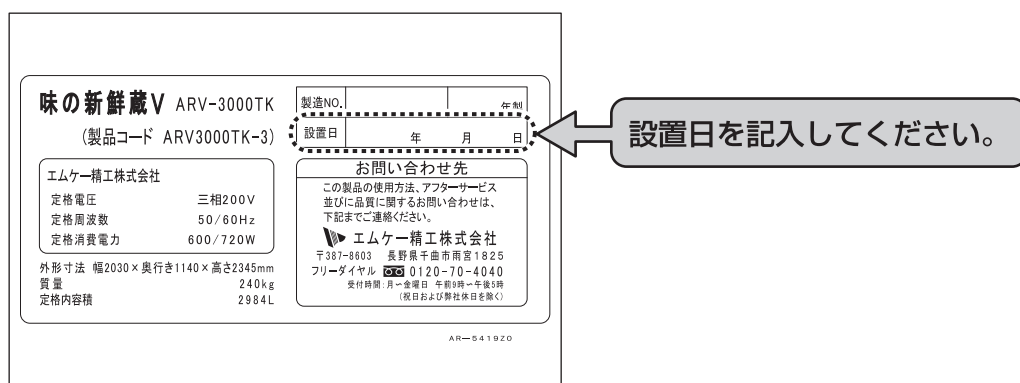 味の新鮮蔵V ARV-3000TK
(製品コード ARV3000TK-3)
エムケー精工株式会社
定格電圧 三相200V
定格周波数 50/60Hz
定格消費電力 600/720W
外形寸法 幅2030×奥行き1140×高さ2345mm
質量 240kg
定格内容積 2984L
製造NO. 年制
設置日 年 月 日
お問い合わせ先
この製品の使用方法、アフターサービス
並びに品質に関するお問い合わせは、
下記までご連絡ください。
エムケー精工株式会社
〒387-8603 長野県千曲市雨宮1825
フリーダイヤル 0120-70-4040
受付時間:月〜金曜日 午前9時〜午後5時
(祝日および弊社休日を除く)
AR—5419Z0
設置日を記入してください。